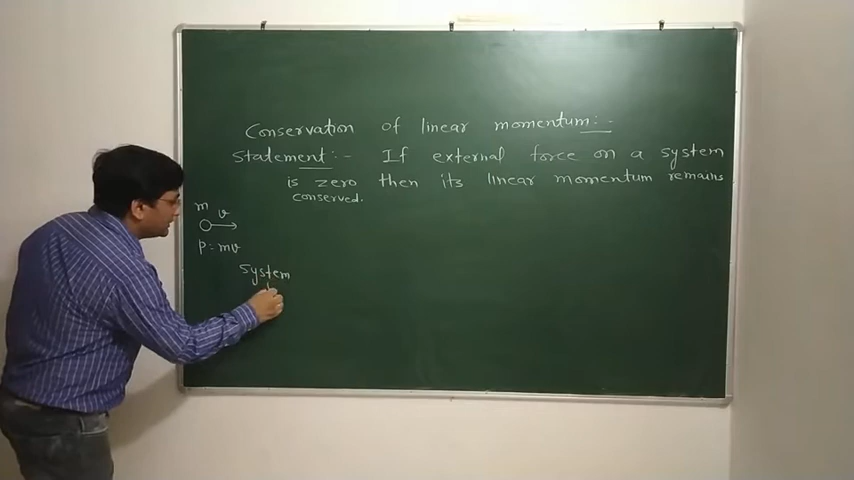 Conservation of linear momentum:-
Statement:- If external force on a system
is zero then its linear momentum remains
conserved.
m
v
p = mv
System